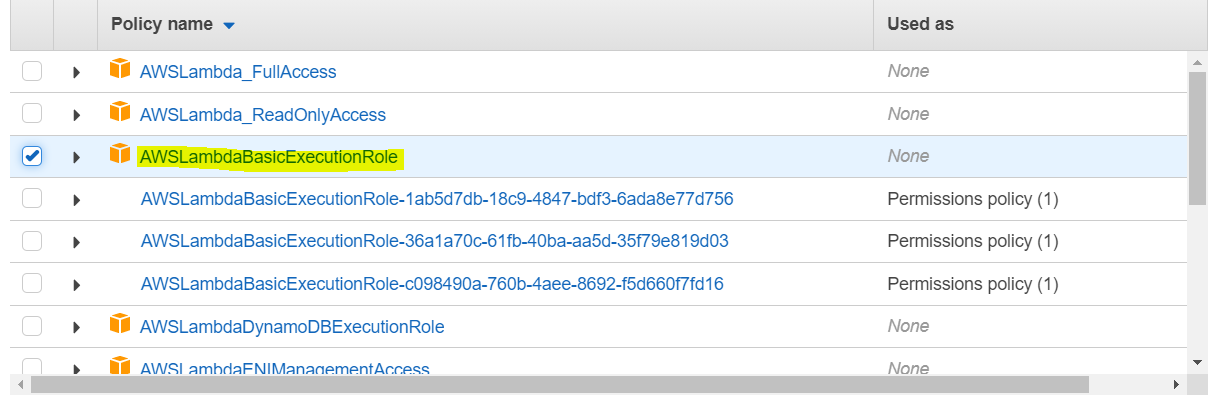 Policy name Used as
AWSLambda_FullAccess None
AWSLambda_ReadOnlyAccess None
AWSLambdaBasicExecutionRole None
AWSLambdaBasicExecutionRole-1ab5d7db-18c9-4847-bdf3-6ada8e77d756 Permissions policy (1)
AWSLambdaBasicExecutionRole-36a1a70c-61fb-40ba-aa5d-35f79e819d03 Permissions policy (1)
AWSLambdaBasicExecutionRole-c098490a-760b-4aee-8692-f5d660f7fd16 Permissions policy (1)
AWSLambdaDynamoDBExecutionRole None
AWSLambdaENIManagementAccess None